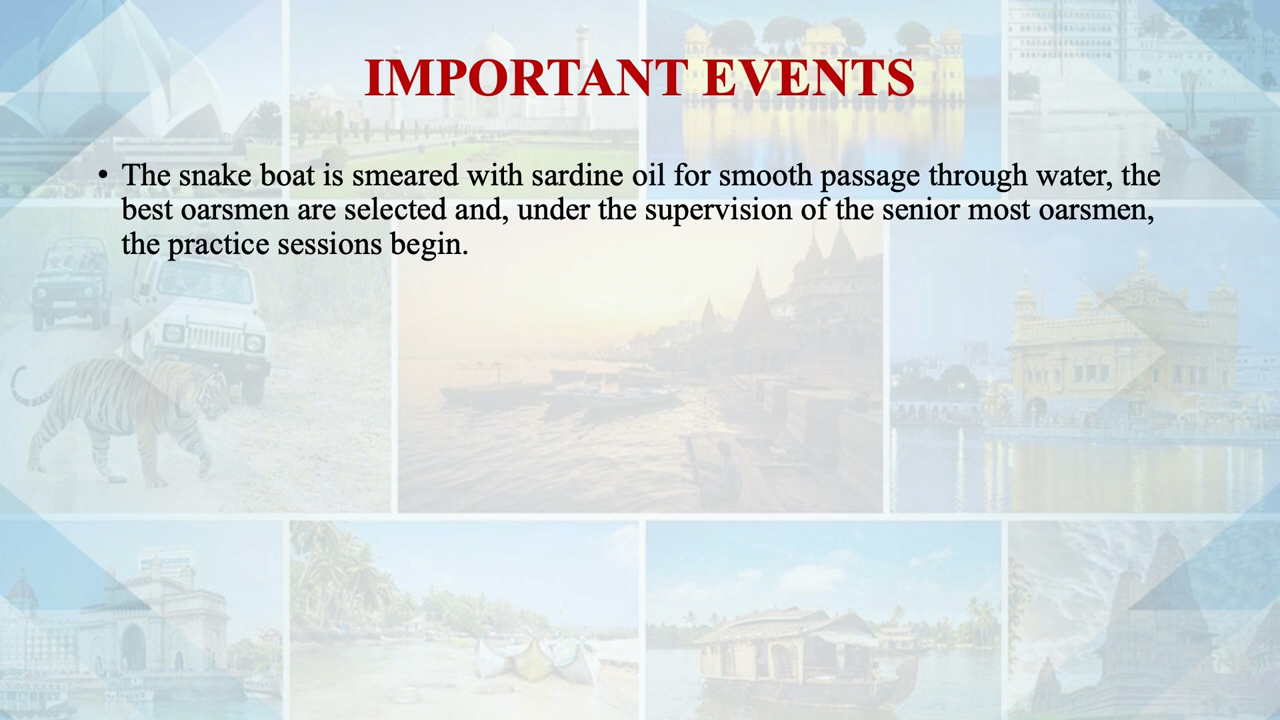 IMPORTANT EVENTS
• The snake boat is smeared with sardine oil for smooth passage through water, the
best oarsmen are selected and, under the supervision of the senior most oarsmen,
the practice sessions begin.